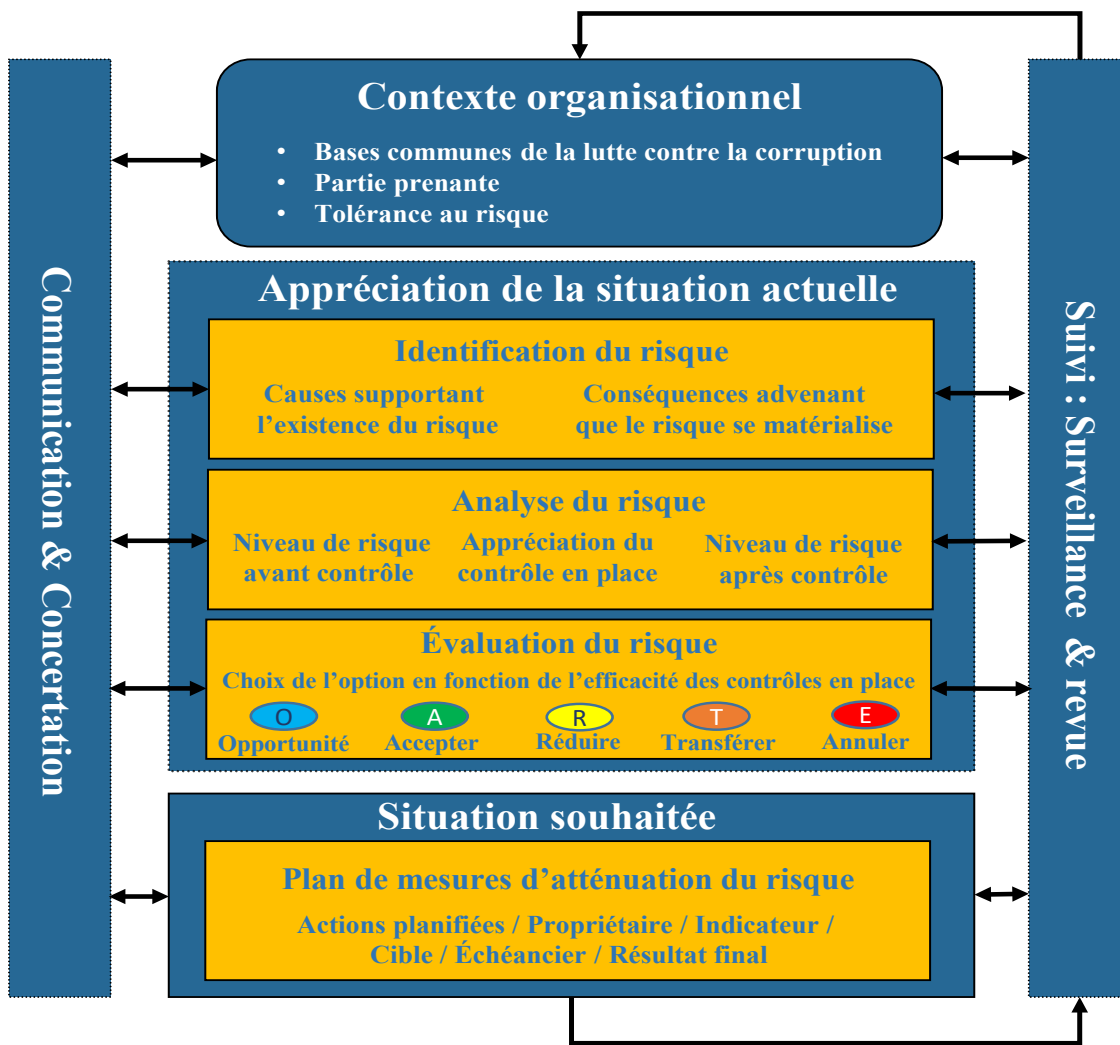 Contexte organisationnel
• Bases communes de la lutte contre la corruption
• Partie prenante
• Tolérance au risque
Communication & Concertation
Appréciation de la situation actuelle
Identification du risque
Causes supportant
l’existence du risque
Conséquences advenant
que le risque se matérialise
Analyse du risque
Niveau de risque
avant contrôle
Appréciation du
contrôle en place
Niveau de risque
après contrôle
Évaluation du risque
Choix de l’option en fonction de l’efficacité des contrôles en place
O
Opportunité
A
Accepter
R
Réduire
T
Transférer
E
Annuler
Situation souhaitée
Plan de mesures d’atténuation du risque
Actions planifiées / Propriétaire / Indicateur /
Cible / Échéancier / Résultat final
Suivi : Surveillance & revue